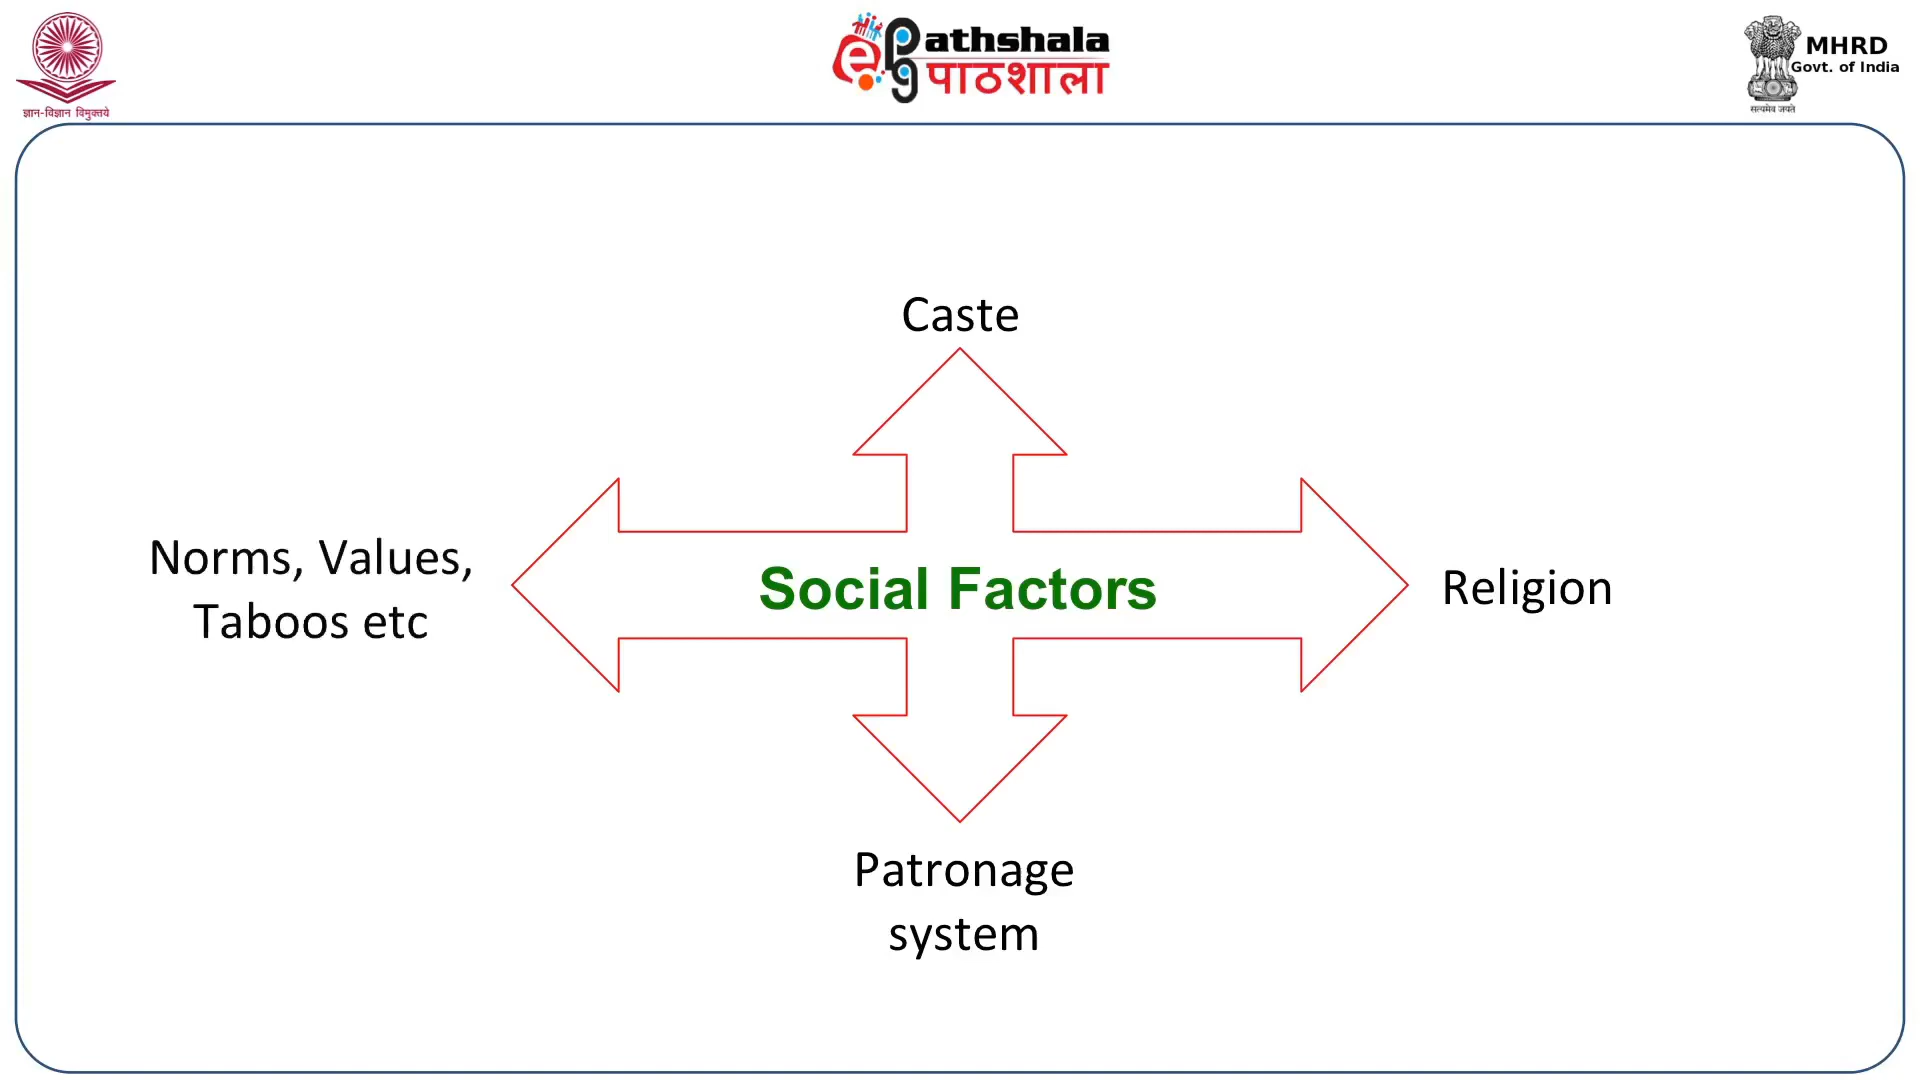 ज्ञान-विज्ञान विमुक्तये
ePG Pathshala
पाठशाला
MHRD
Govt. of India
सत्यमेव जयते
Caste
Norms, Values,
Taboos etc
Social Factors
Religion
Patronage
system